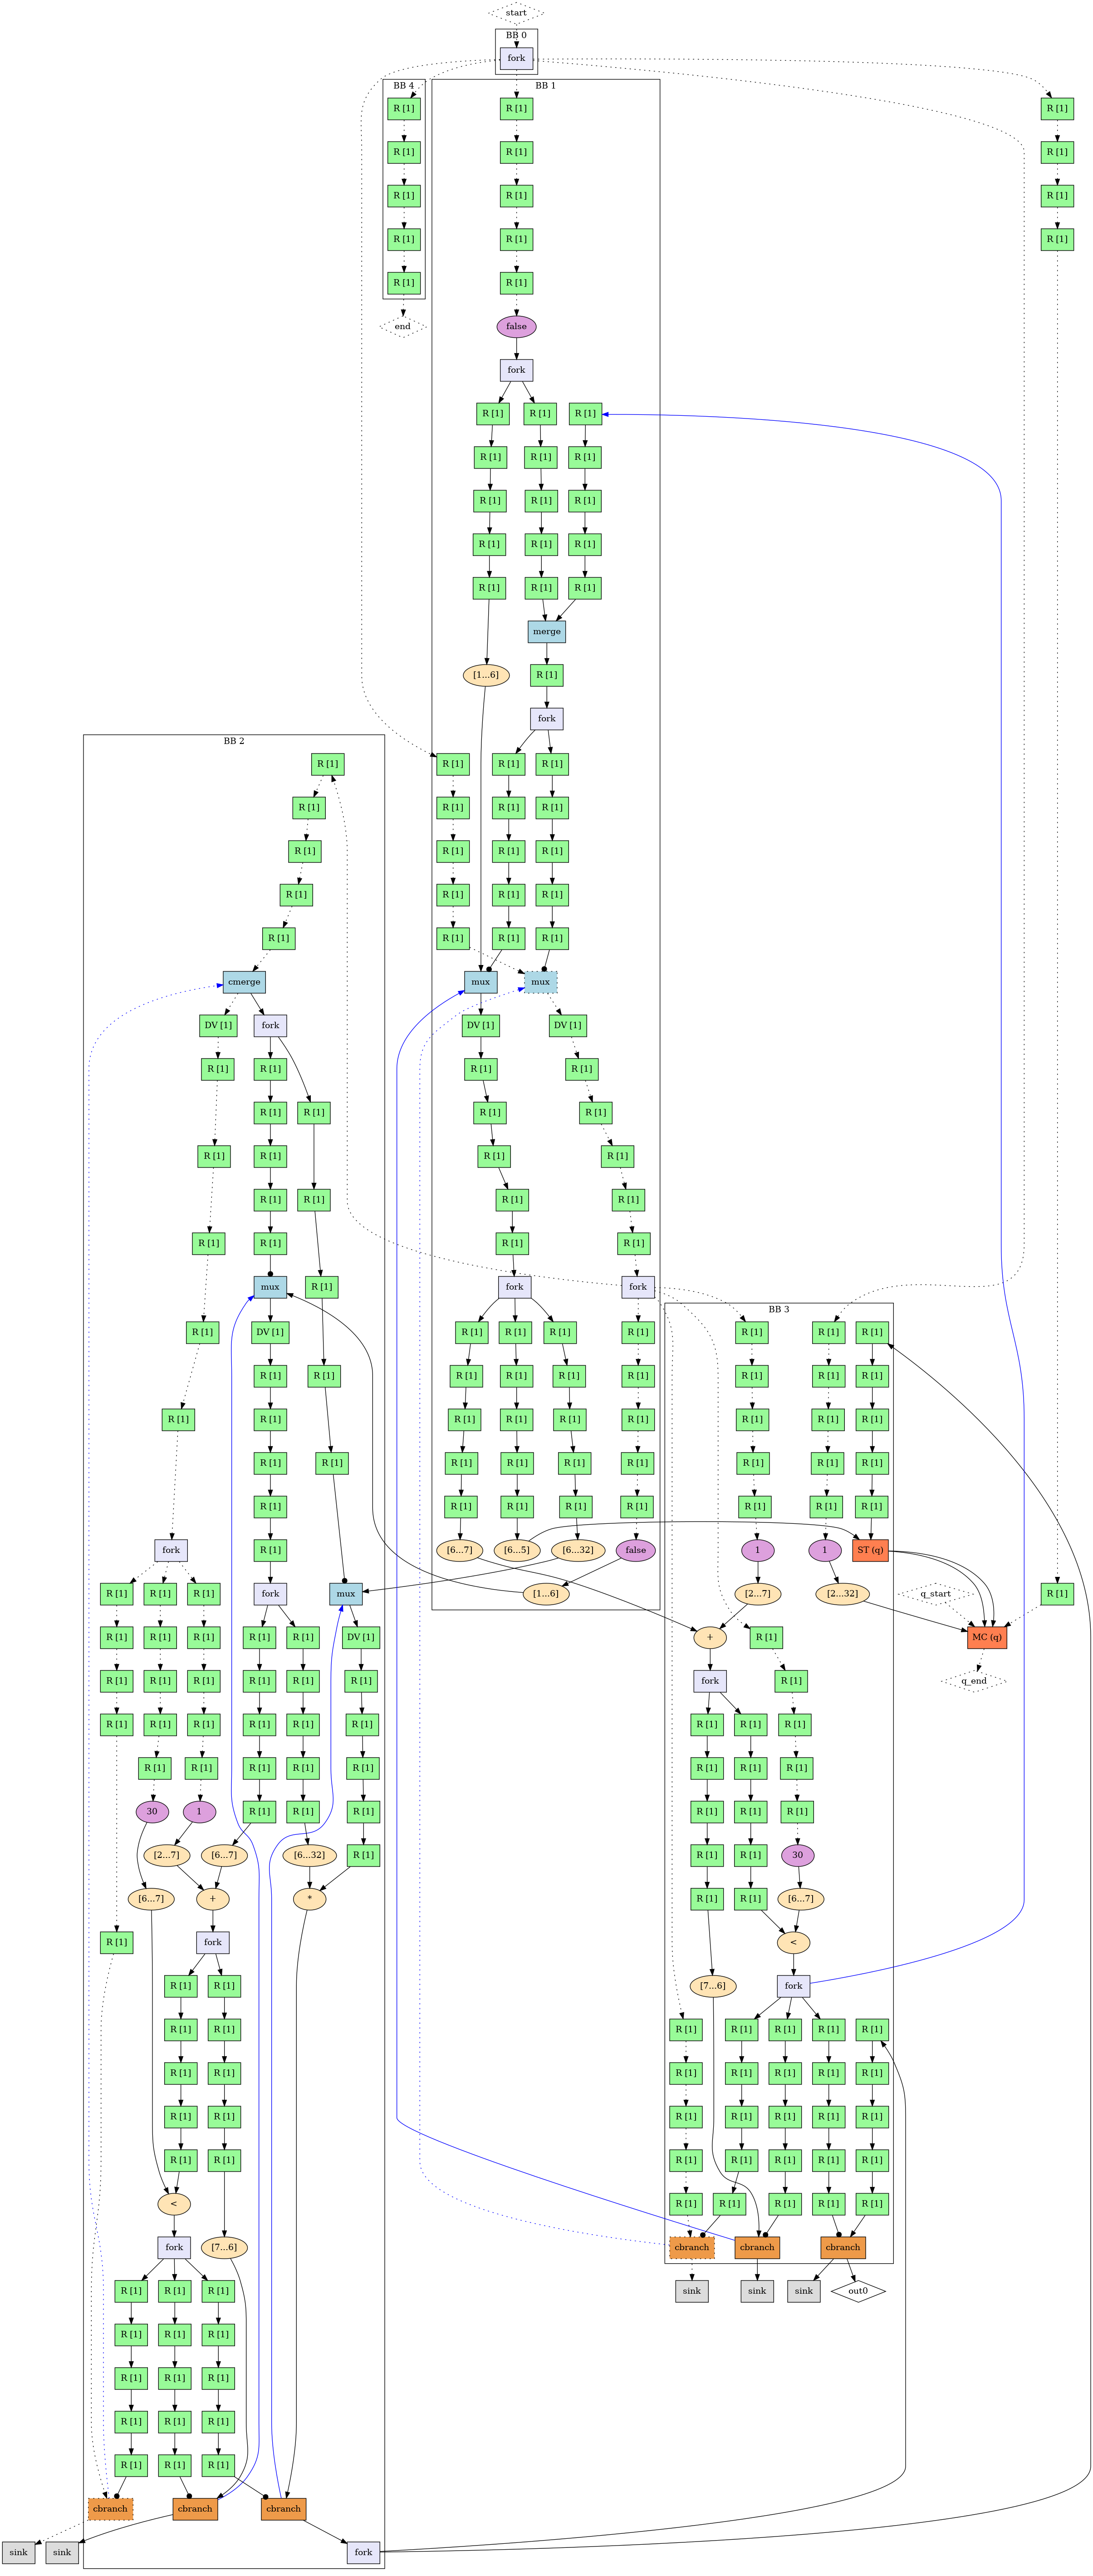 start
BB 0
fork
BB 4 BB 1
R [1] R [1] R [1]
R [1] R [1] R [1]
R [1] R [1] R [1]
R [1] R [1] R [1]
R [1] R [1]
end false
fork
R [1] R [1] R [1]
R [1] R [1] R [1]
R [1] R [1] R [1]
R [1] R [1] R [1]
R [1] R [1] R [1]
merge
[1...6] R [1]
fork
BB 2
R [1] R [1] R [1] R [1]
R [1] R [1] R [1] R [1]
R [1] R [1] R [1] R [1]
R [1] R [1] R [1] R [1]
R [1] R [1] R [1] R [1]
cmerge mux mux
DV [1] fork DV [1] DV [1]
R [1] R [1] R [1] R [1]
R [1] R [1] R [1] R [1]
R [1] R [1] R [1] R [1]
R [1] R [1] R [1] R [1]
R [1] R [1] R [1] R [1]
mux R [1] fork fork
BB 3
R [1] DV [1] R [1] R [1] R [1] R [1] R [1] R [1] R [1]
R [1] R [1] R [1] R [1] R [1] R [1] R [1] R [1] R [1]
R [1] R [1] R [1] R [1] R [1] R [1] R [1] R [1] R [1]
R [1] R [1] R [1] R [1] R [1] R [1] R [1] R [1] R [1]
R [1] R [1] R [1] R [1] R [1] R [1] R [1] R [1]
fork R [1] [6...7] [6...5] [6...32] false 1 1 ST (q)
R [1] R [1] R [1] fork mux [1...6] [2...7] [2...32] q_start R [1]
R [1] R [1] R [1] R [1] R [1] DV [1] + R [1] MC (q)
R [1] R [1] R [1] R [1] R [1] R [1] fork R [1] q_end
R [1] R [1] R [1] R [1] R [1] R [1] R [1] R [1] R [1]
R [1] R [1] R [1] R [1] R [1] R [1] R [1] R [1]
30 1 R [1] R [1] R [1] R [1] R [1] R [1]
[2...7] [6...7] [6...32] R [1] R [1] R [1] 30
[6...7] + * R [1] R [1] [6...7]
R [1] fork <
R [1] R [1] [7...6] fork
R [1] R [1] R [1] R [1] R [1] R [1] R [1]
R [1] R [1] R [1] R [1] R [1] R [1] R [1]
R [1] R [1] R [1] R [1] R [1] R [1] R [1]
R [1] R [1] R [1] R [1] R [1] R [1] R [1]
< R [1] R [1] R [1] R [1] R [1]
fork [7...6] cbranch cbranch cbranch
R [1] R [1] R [1] sink sink sink out0
R [1] R [1] R [1]
R [1] R [1] R [1]
R [1] R [1] R [1]
R [1] R [1] R [1]
cbranch cbranch cbranch
sink sink fork